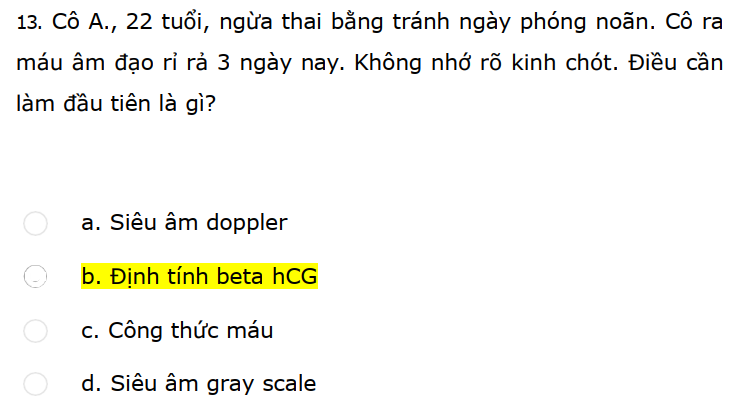 13. Cô A., 22 tuổi, ngừa thai bằng tránh ngày phóng noãn. Cô ra
máu âm đạo rỉ rả 3 ngày nay. Không nhớ rõ kinh chót. Điều cần
làm đầu tiên là gì?
a. Siêu âm doppler
b. Định tính beta hCG
c. Công thức máu
d. Siêu âm gray scale